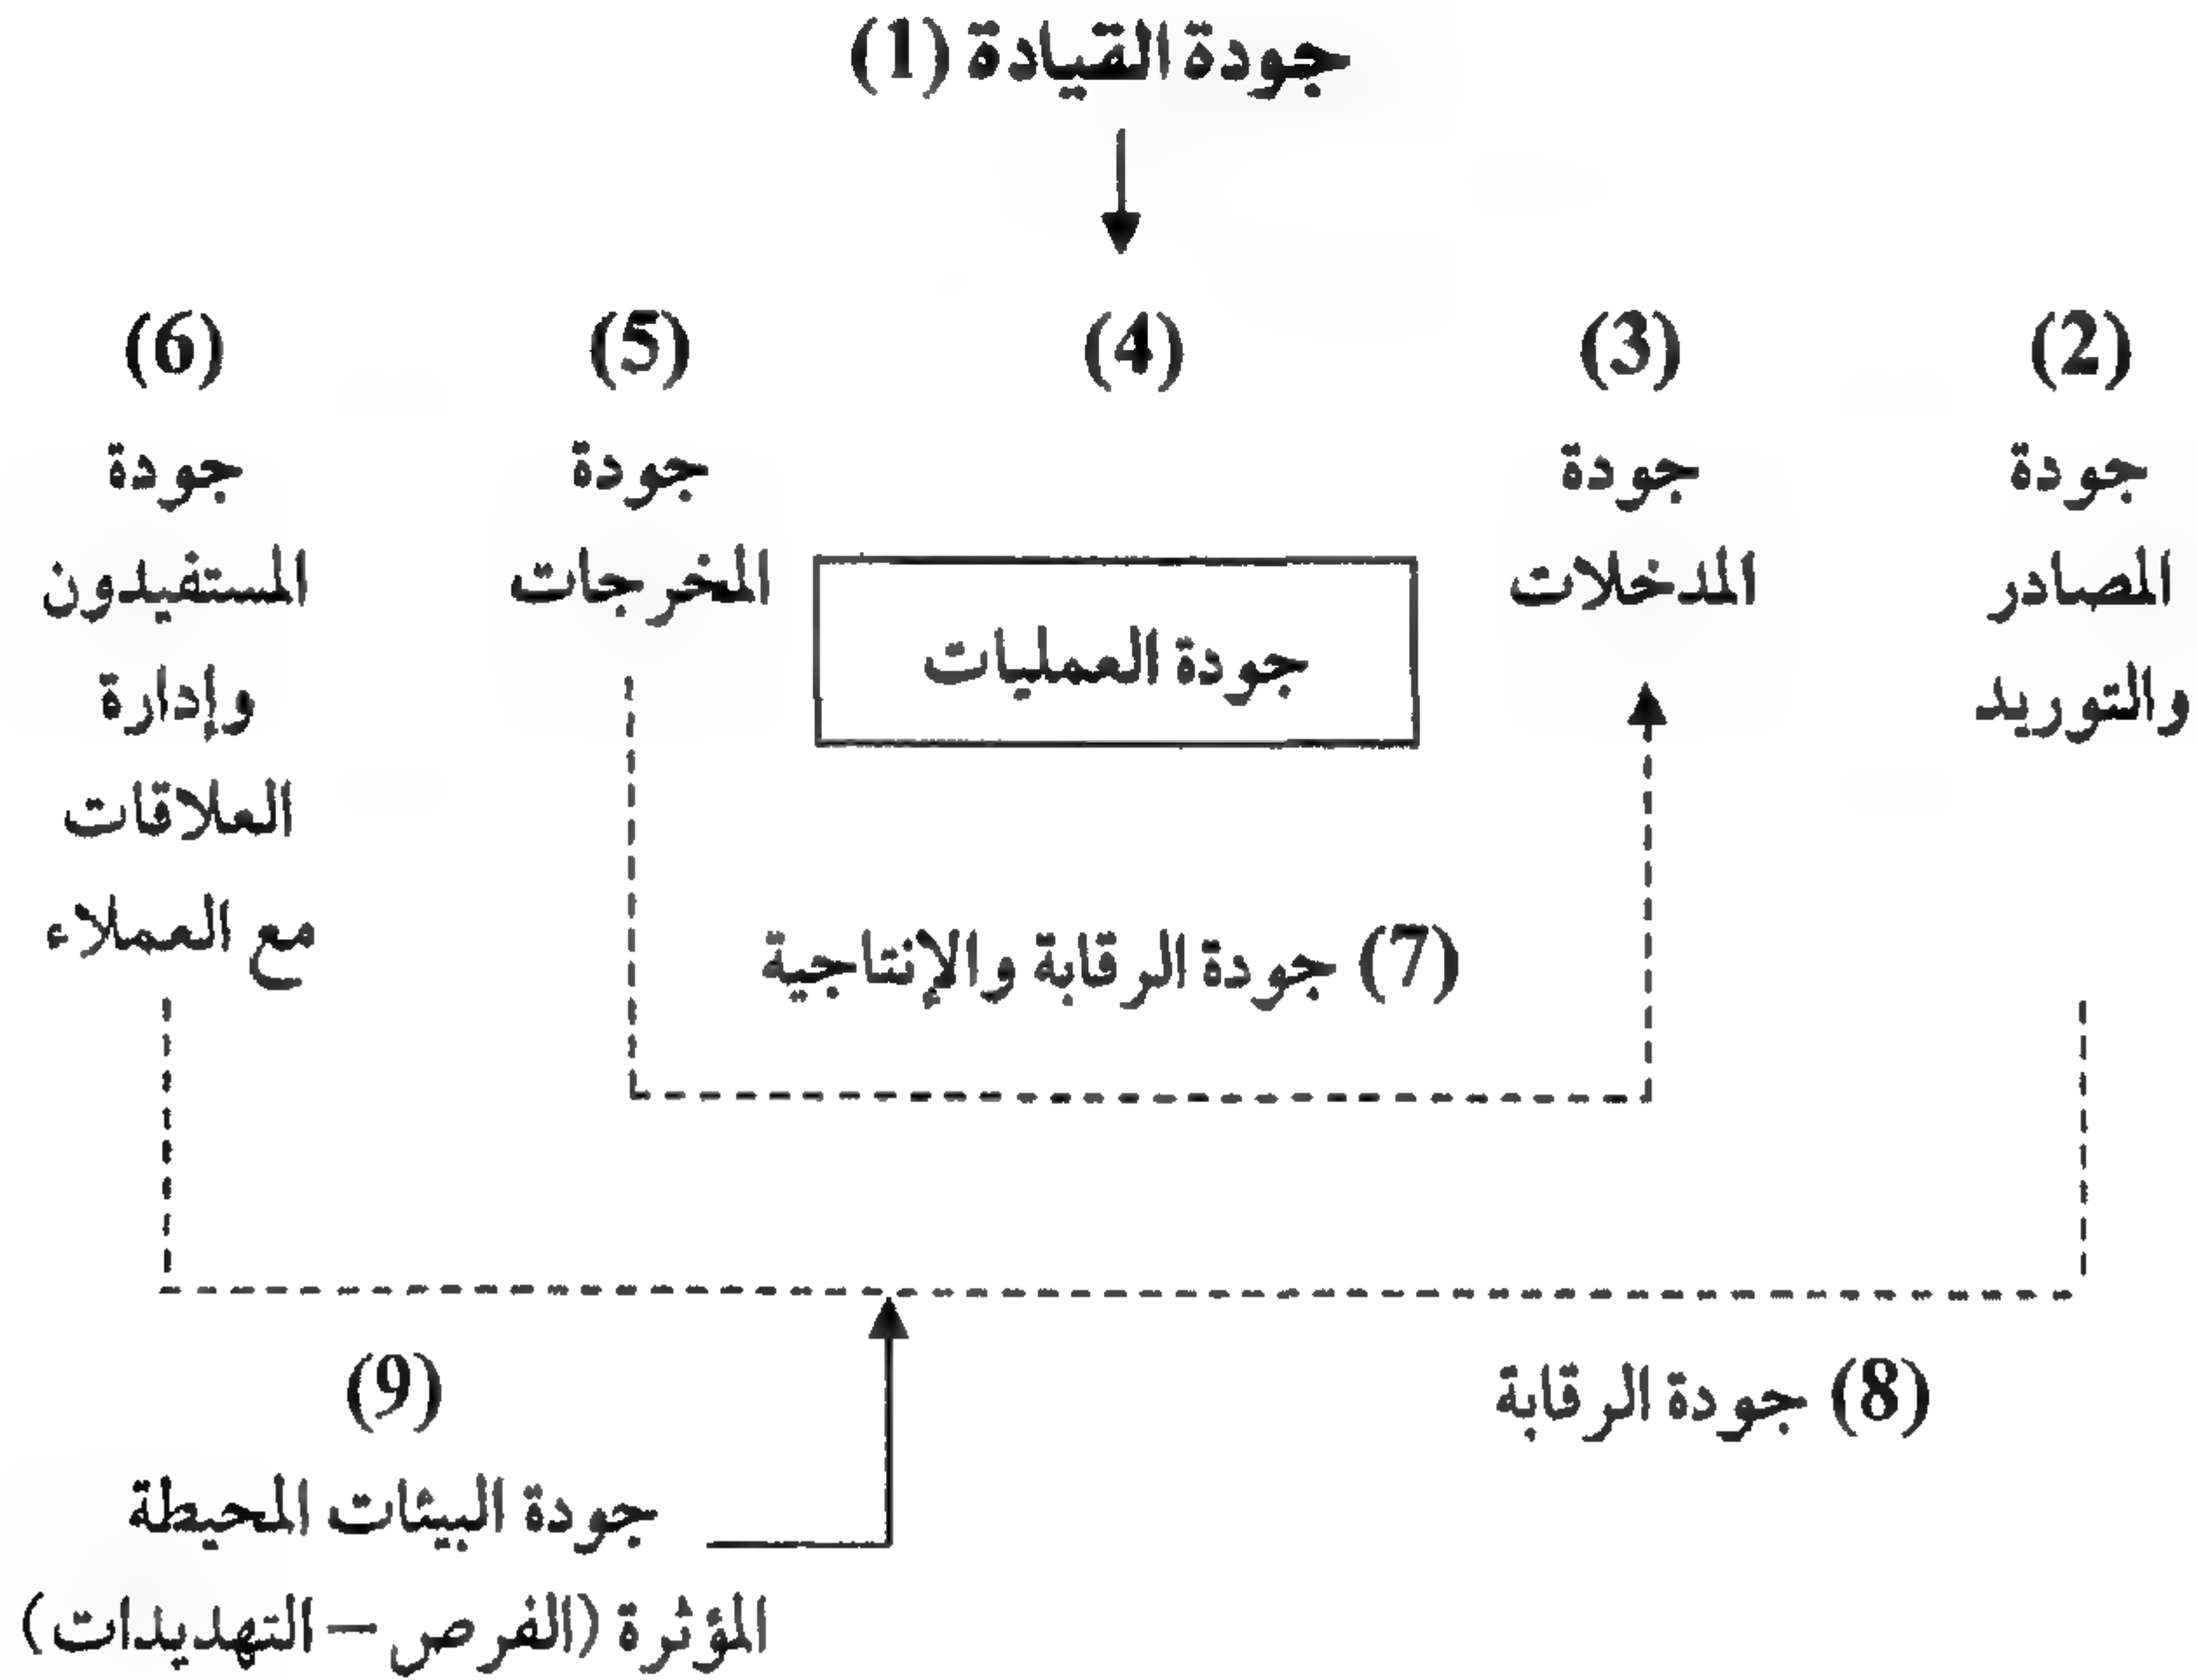 جودة القيادة (1)
(2)
جودة
المصادر
والتوريد
(3)
جودة
المدخلات
(4)
جودة العمليات
(5)
جودة
المخرجات
(6)
جودة
المستفيدون
وإدارة
العلاقات
مع العملاء
(7) جودة الرقابة والإنتاجية
(8) جودة الرقابة
(9)
جودة البيئات المحيطة
المؤثرة (الفرص – التهديدات)